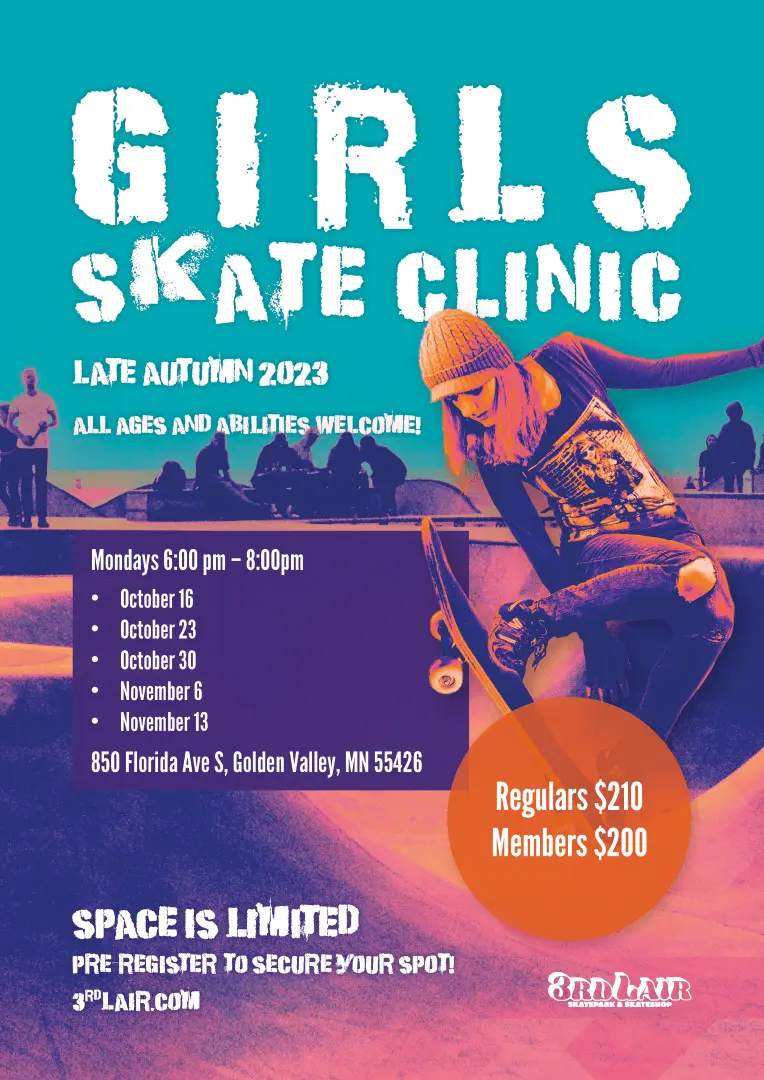 GIRLS
SKATE CLINIC
LATE AUTUMN 2023
ALL AGES AND ABILITIES WELCOME!
Mondays 6:00 pm – 8:00pm
• October 16
• October 23
• October 30
• November 6
• November 13
850 Florida Ave S, Golden Valley, MN 55426
Regulars $210
Members $200
SPACE IS LIMITED
PRE REGISTER TO SECURE YOUR SPOT!
3RDLAIR.COM
3RD LAIR
SKATEPARK & SKATESHOP